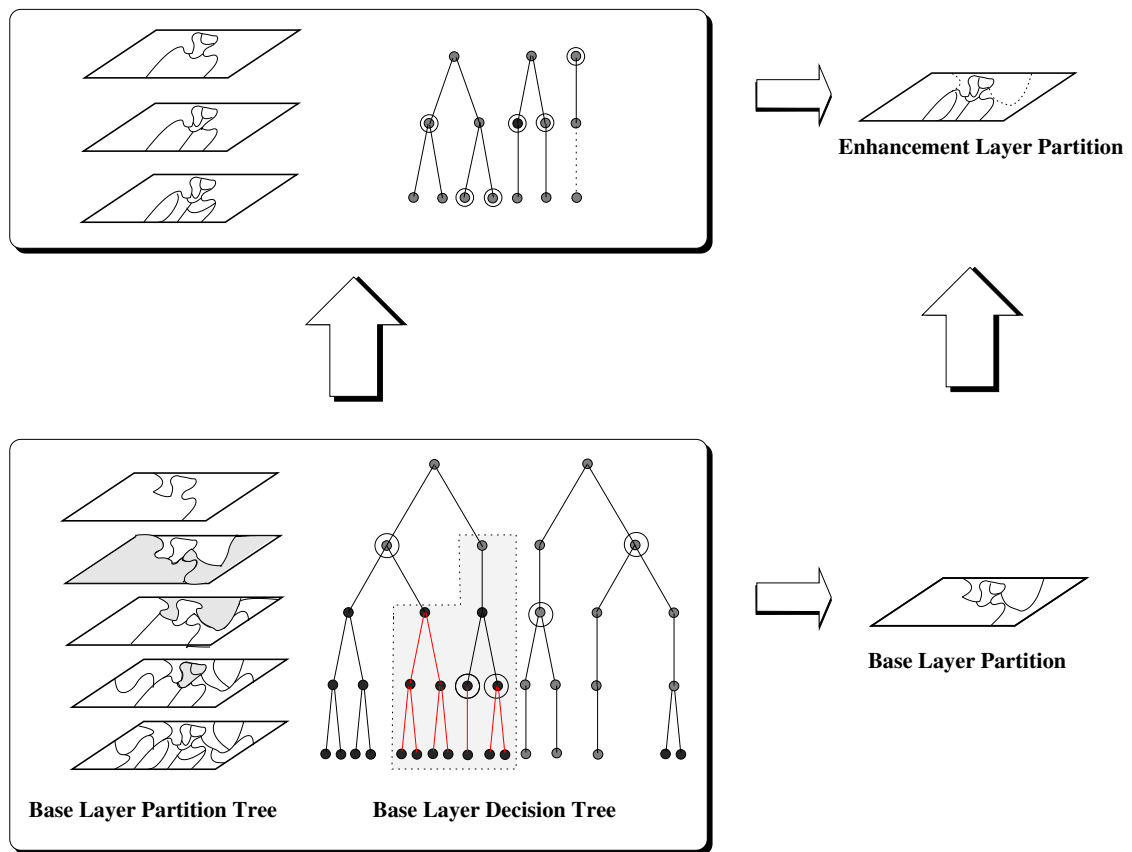 Enhancement Layer Partition
Base Layer Partition
Base Layer Partition Tree
Base Layer Decision Tree